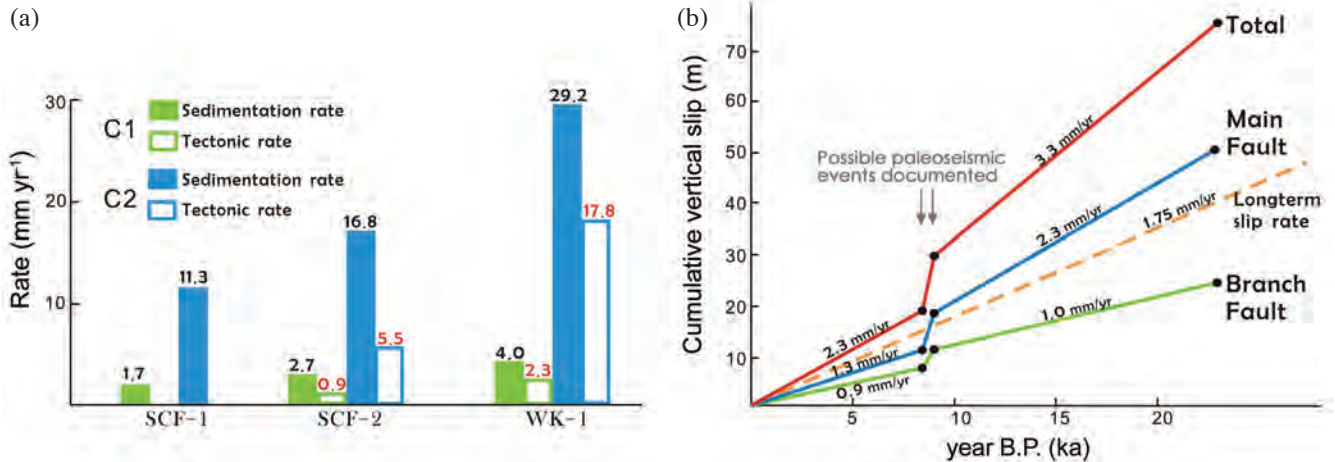 (a)
Rate (mm yr⁻¹)
30
20
10
C1
Sedimentation rate
Tectonic rate
C2
Sedimentation rate
Tectonic rate
1,7
11,3
2,7
0,9
16,8
5,5
4,0
2,3
29,2
17,8
SCF-1
SCF-2
WK-1
(b)
Cumulative vertical slip (m)
70
60
50
40
30
20
10
Total
Main
Fault
Longterm
slip rate
Branch
Fault
Possible paleoseismic
events documented
3.3 mm/yr
2.3 mm/yr
1.75 mm/yr
1.0 mm/yr
2.3 mm/yr
1.3 mm/yr
0.9 mm/yr
5
10
15
20
year B.P. (ka)